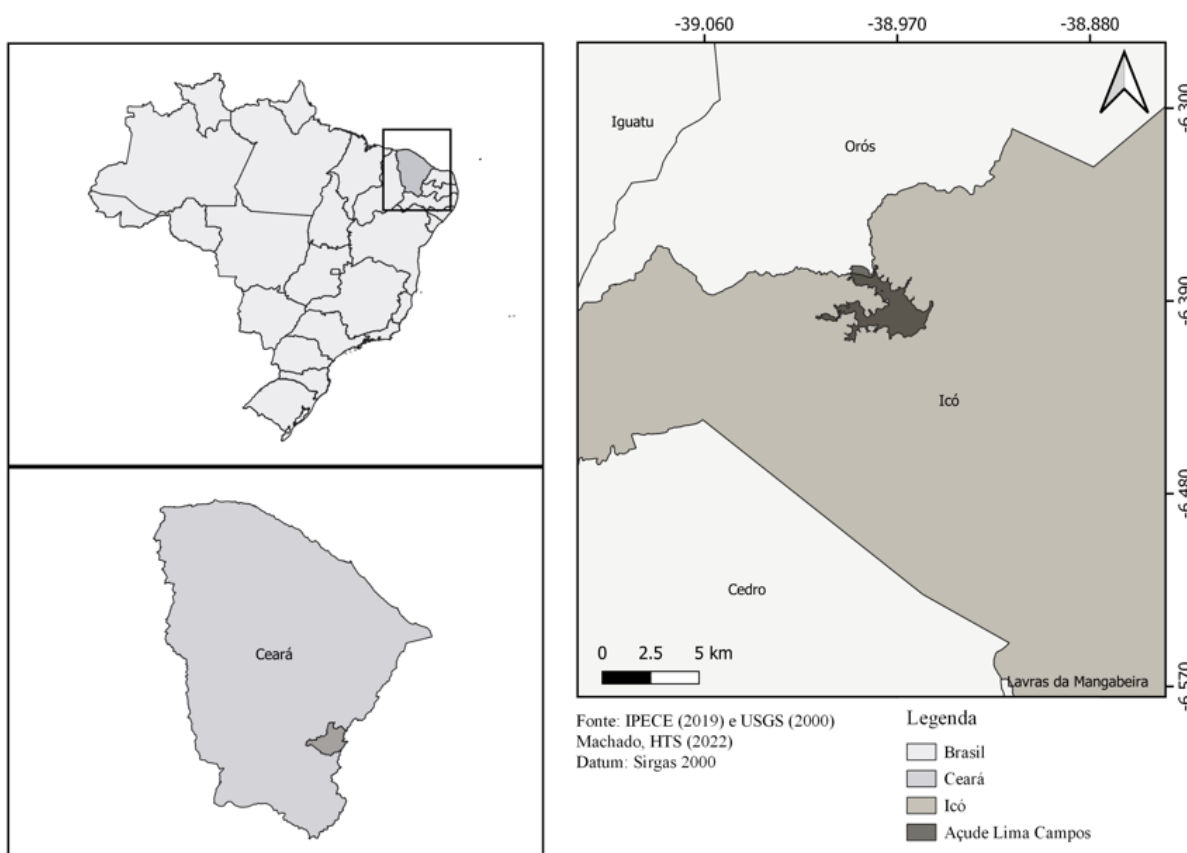 -39.060
-38.970
-38.880
Iguatu
Orós
-6.300
-6.390
Icó
-6.480
Ceará
Cedro
0 2.5 5 km
Lavras da Mangabeira
-6.570
Fonte: IPECE (2019) e USGS (2000)
Machado, HTS (2022)
Datum: Sirgas 2000
Legenda
Brasil
Ceará
Icó
Açude Lima Campos